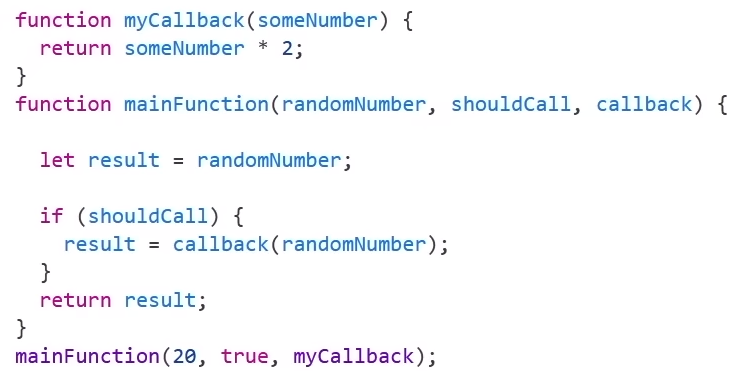 function myCallback(someNumber) {
  return someNumber * 2;
}
function mainFunction(randomNumber, shouldCall, callback) {
  let result = randomNumber;
  if (shouldCall) {
    result = callback(randomNumber);
  }
  return result;
}
mainFunction(20, true, myCallback);